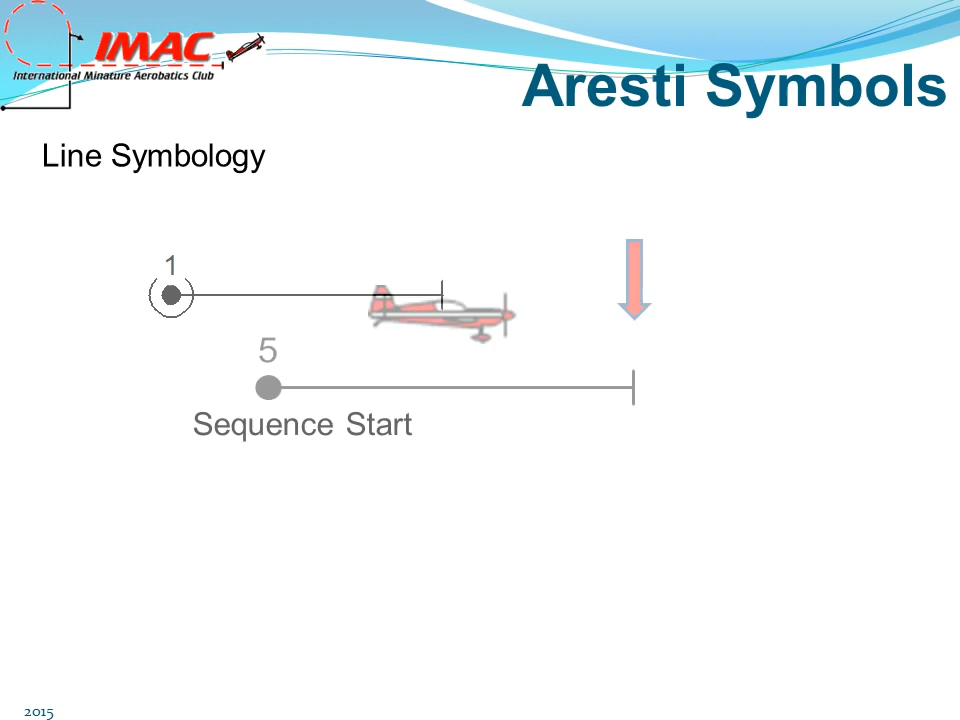 IMAC
International Minature Aerobatics Club
Aresti Symbols
Line Symbology
1
5
Sequence Start
2015